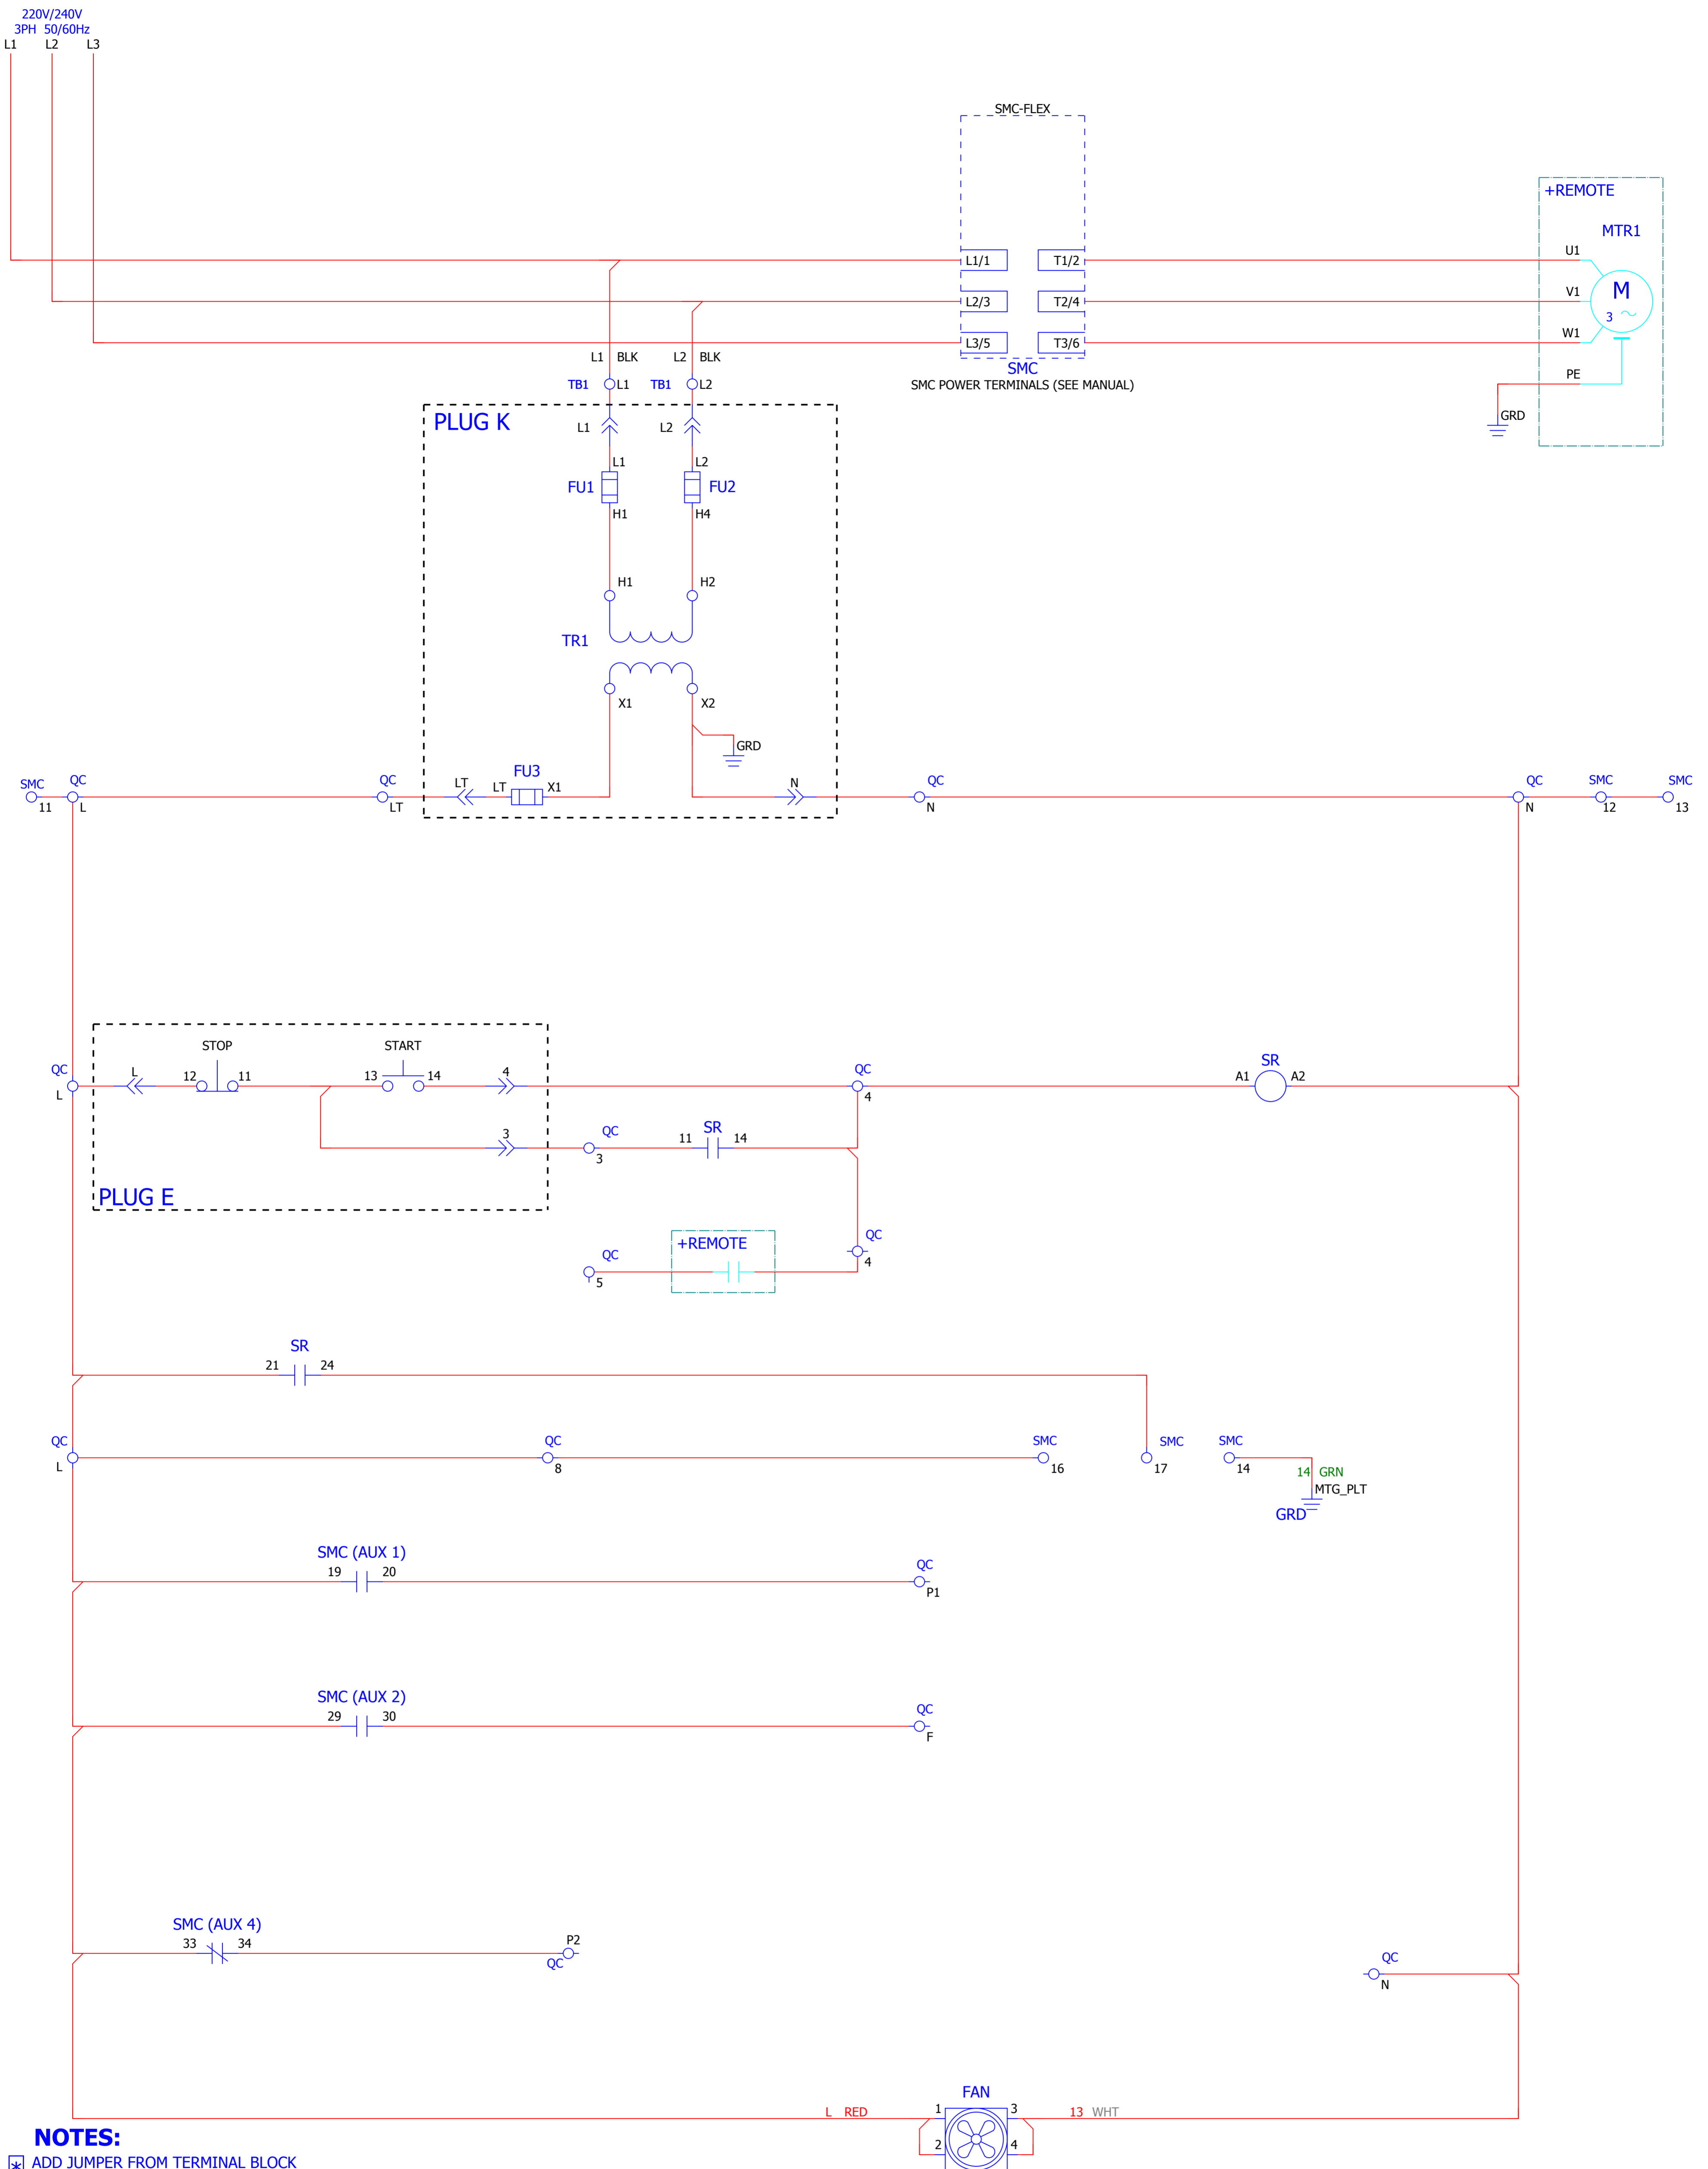 220V/240V
3PH 50/60Hz
L1 L2 L3
SMC-FLEX
+REMOTE
MTR1
L1/1 T1/2 U1
L2/3 T2/4 V1 M
3
L3/5 T3/6 W1
SMC
SMC POWER TERMINALS (SEE MANUAL)
PE
GRD
L1 BLK L2 BLK
TB1 L1 TB1 L2
PLUG K
L1 L2
L1 L2
FU1 FU2
H1 H4
H1 H2
TR1
X1 X2
GRD
SMC QC QC LT LT FU3 X1 N QC QC SMC SMC
11 L LT N N 12 13
STOP START
QC L 12 11 13 14 4 QC SR
L 4 A1 A2
3 QC 11 SR 14
3
PLUG E
+REMOTE
QC QC
5 4
SR
21 24
QC QC SMC SMC SMC
L 8 16 17 14
14 GRN
MTG_PLT
GRD
SMC (AUX 1)
19 20 QC
P1
SMC (AUX 2)
29 30 QC
F
SMC (AUX 4)
33 34 P2
QC
QC
N
FAN
L RED 1 3 13 WHT
2 4
NOTES:
* ADD JUMPER FROM TERMINAL BLOCK